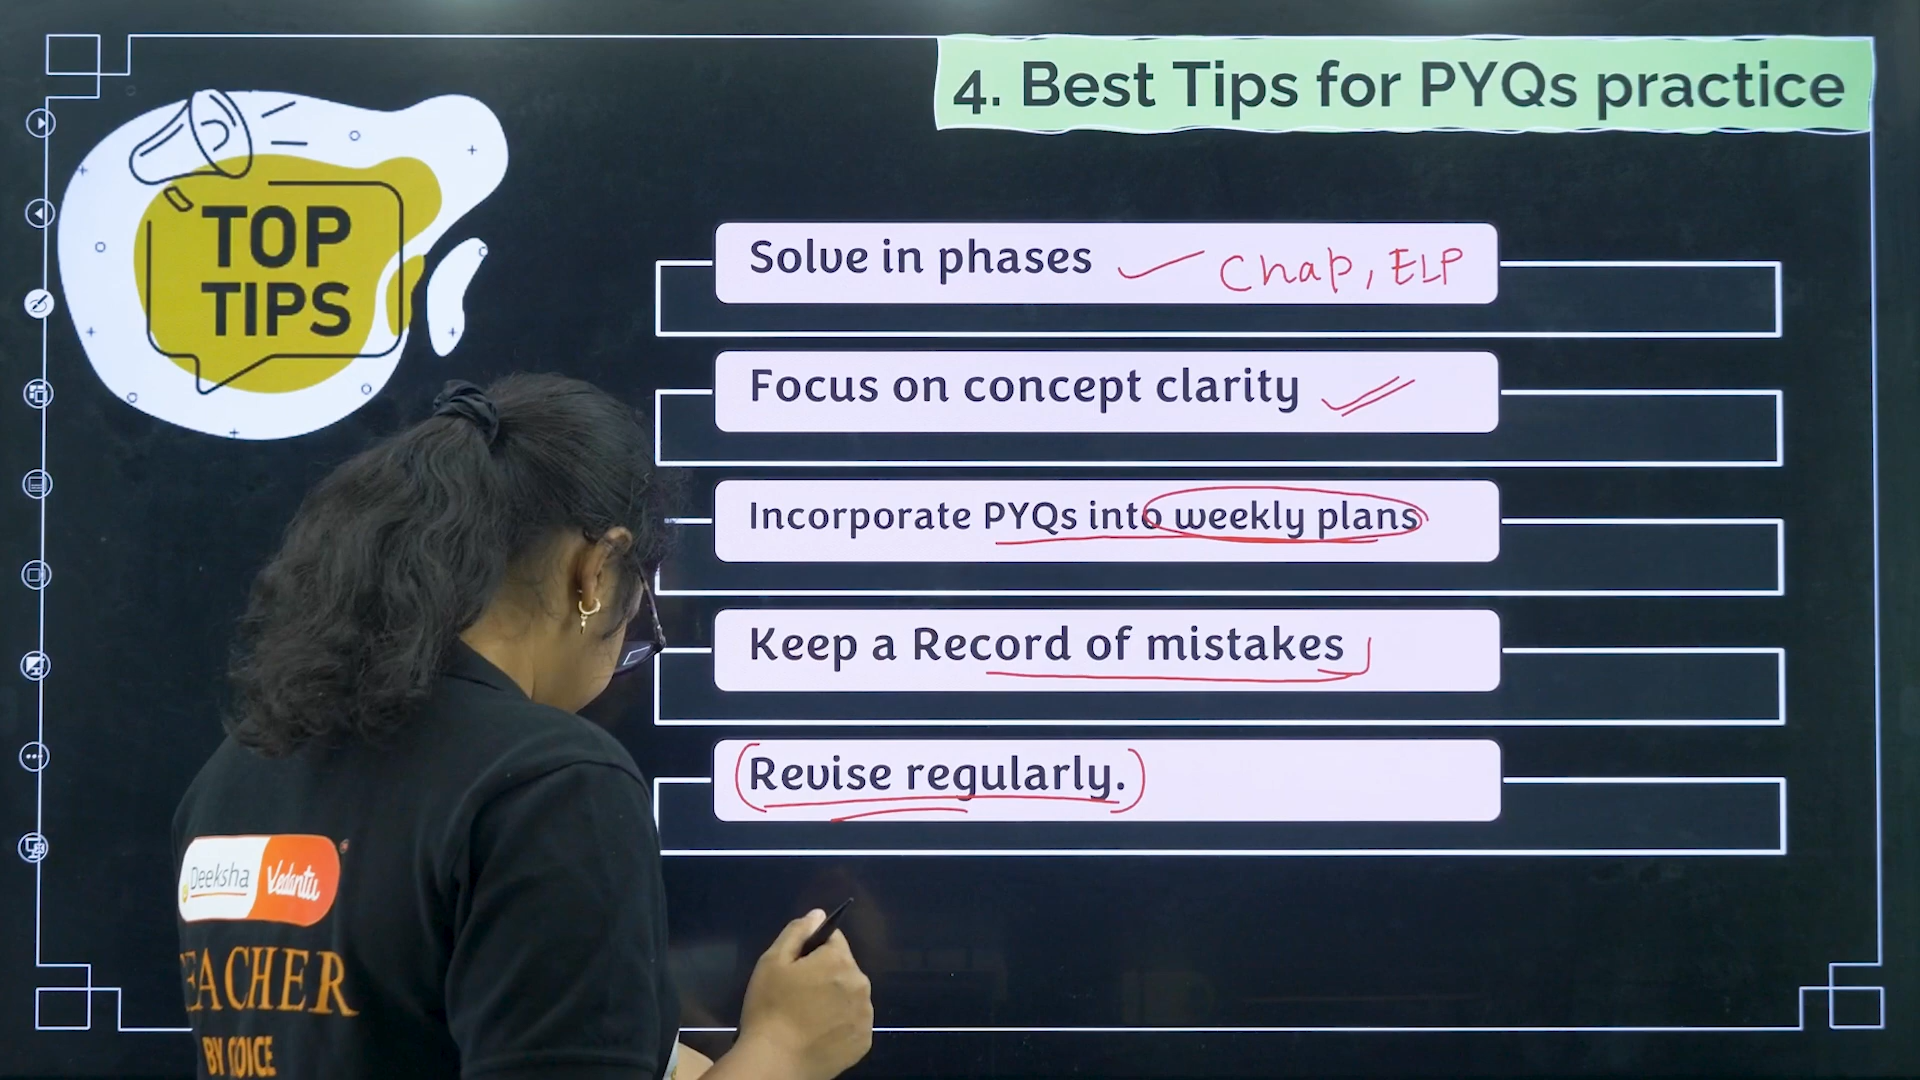 4. Best Tips for PYQs practice
TOP
TIPS
Solve in phases Chap, ELP
Focus on concept clarity
Incorporate PYQs into weekly plans
Keep a Record of mistakes
Revise regularly.
Deeksha Vedantu
TEACHER
BY CHOICE